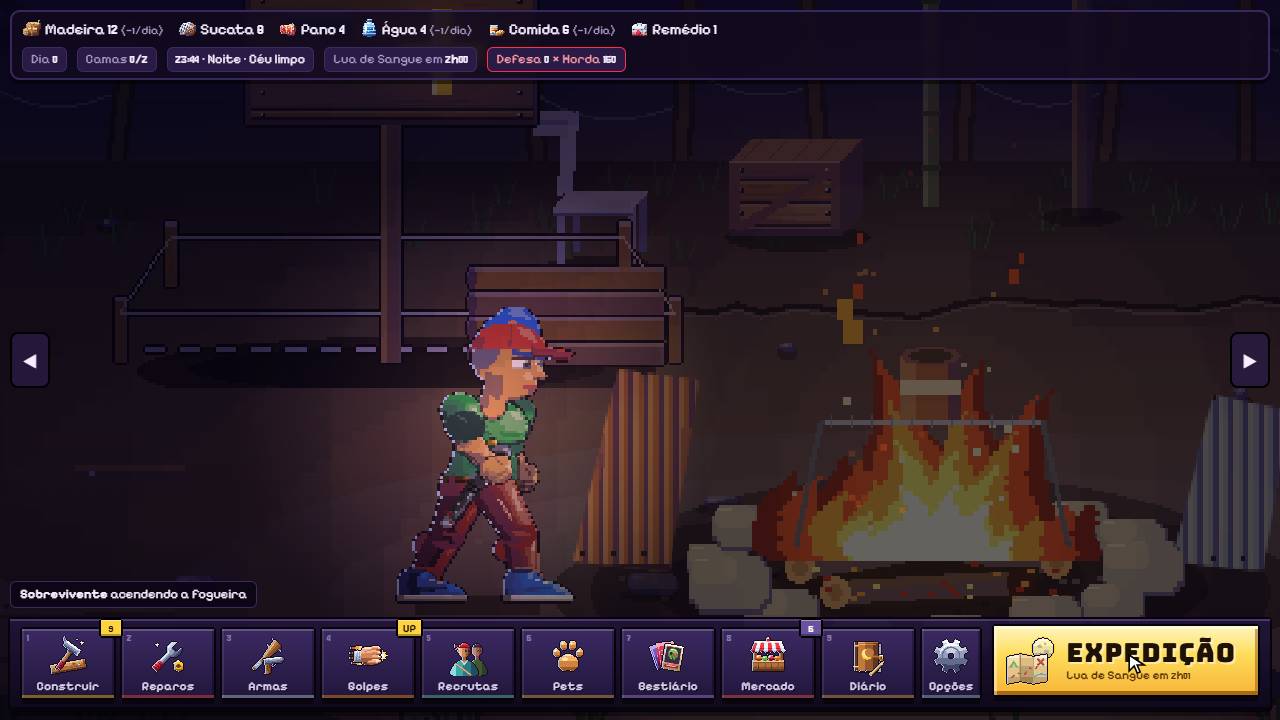 Madeira 12 (-1/dia) Sucata 8 Pano 4 Água 4 (-1/dia) Comida 6 (-1/dia) Remédio 1
Dia 0 Camas 0/2 23:44 · Noite · Céu limpo Lua de Sangue em 2h00 Defesa 0 × Horda 160
Sobrevivente acendendo a fogueira
9 UP 6
1 2 3 4 5 6 7 8 9
Construir Reparos Armas Golpes Recrutas Pets Bestiário Mercado Diário Opções
EXPEDIÇÃO
Lua de Sangue em 2h01